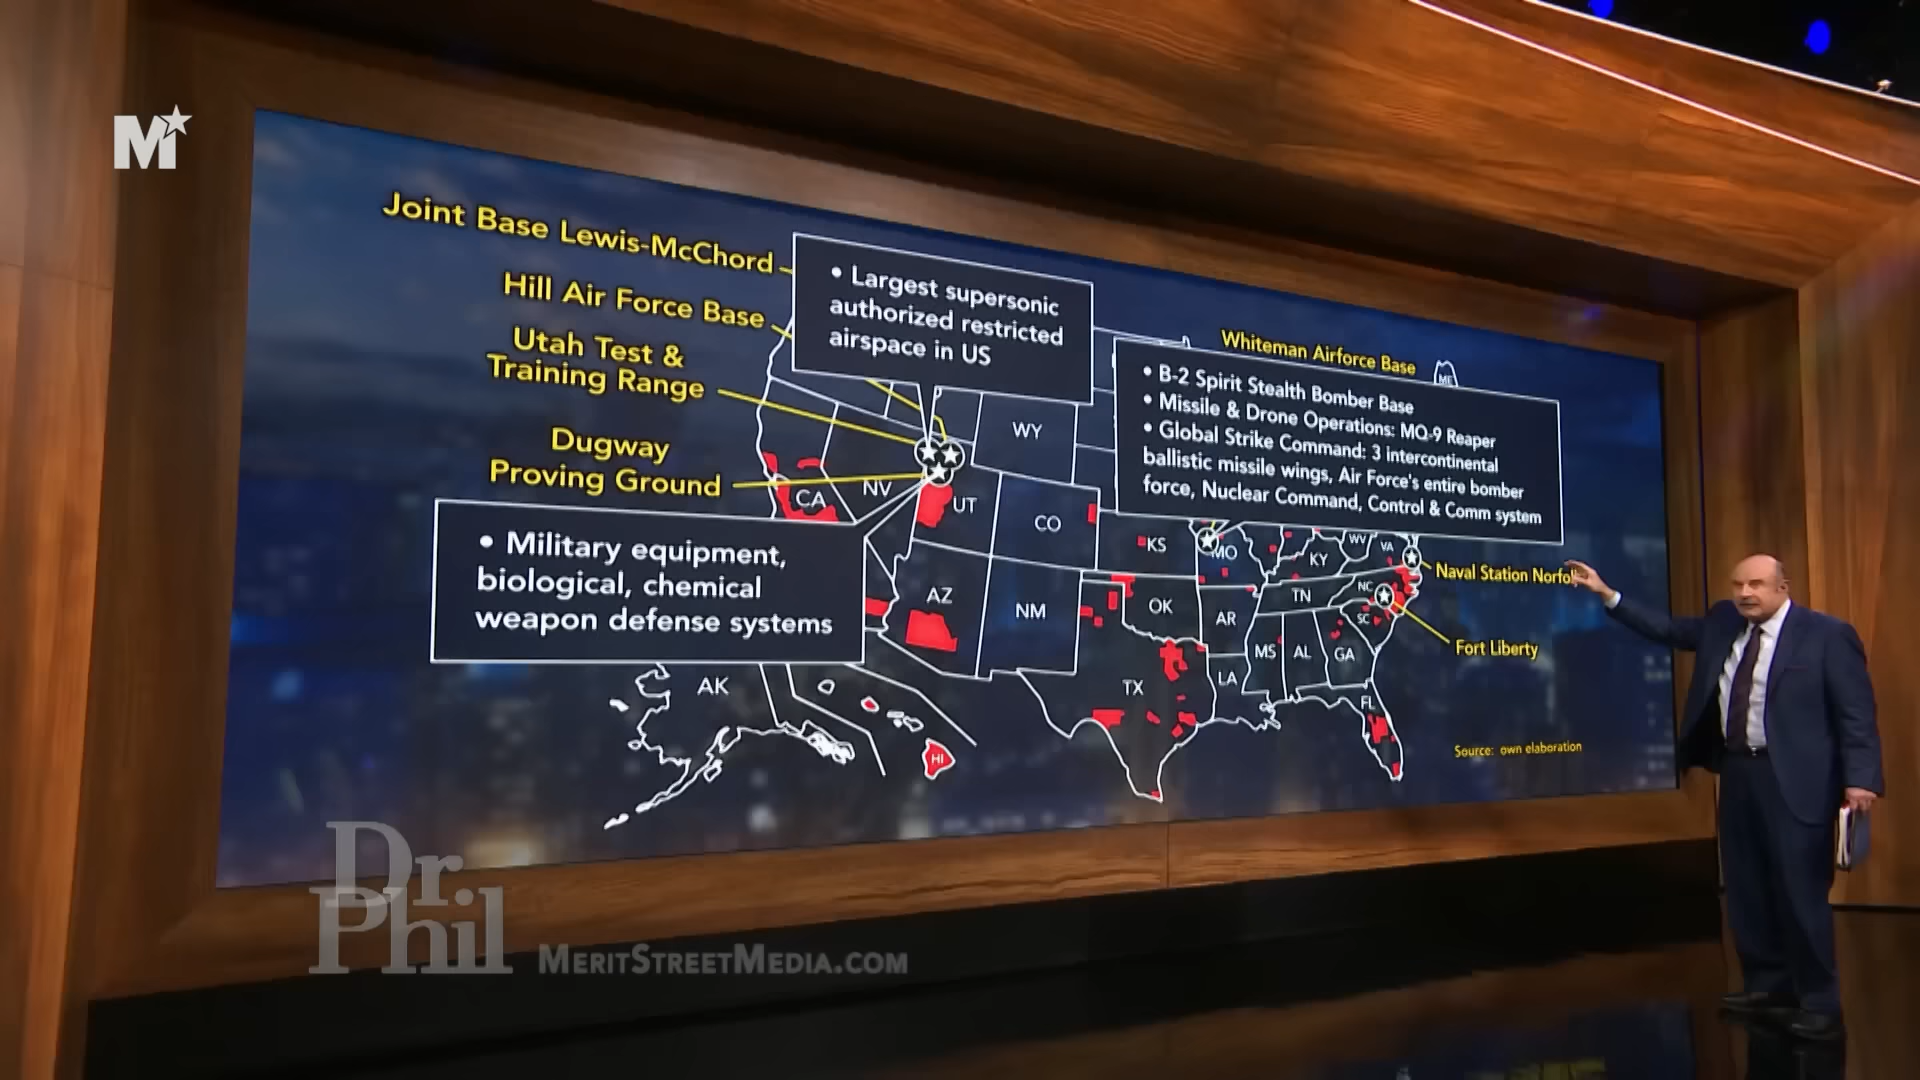 M
Joint Base Lewis-McChord
Hill Air Force Base
Utah Test &
Training Range
Dugway
Proving Ground
• Largest supersonic
authorized restricted
airspace in US
Whiteman Airforce Base
ME
• B-2 Spirit Stealth Bomber Base
• Missile & Drone Operations: MQ-9 Reaper
• Global Strike Command: 3 intercontinental
ballistic missile wings, Air Force's entire bomber
force, Nuclear Command, Control & Comm system
• Military equipment,
biological, chemical
weapon defense systems
WY
CA
NV
UT
CO
KS
MO
KY
WV
VA
Naval Station Norfol
AZ
NM
OK
AR
TN
NC
SC
Fort Liberty
MS
AL
GA
LA
TX
FL
AK
HI
Source: own elaboration
Dr.
Phil
MERITSTREETMEDIA.COM